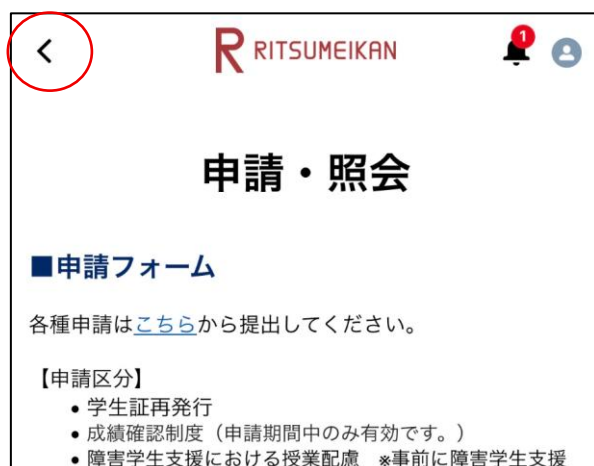 RITSUMEIKAN
1
申請・照会
■申請フォーム
各種申請はこちらから提出してください。
【申請区分】
• 学生証再発行
• 成績確認制度（申請期間中のみ有効です。）
• 障害学生支援における授業配慮　※事前に障害学生支援